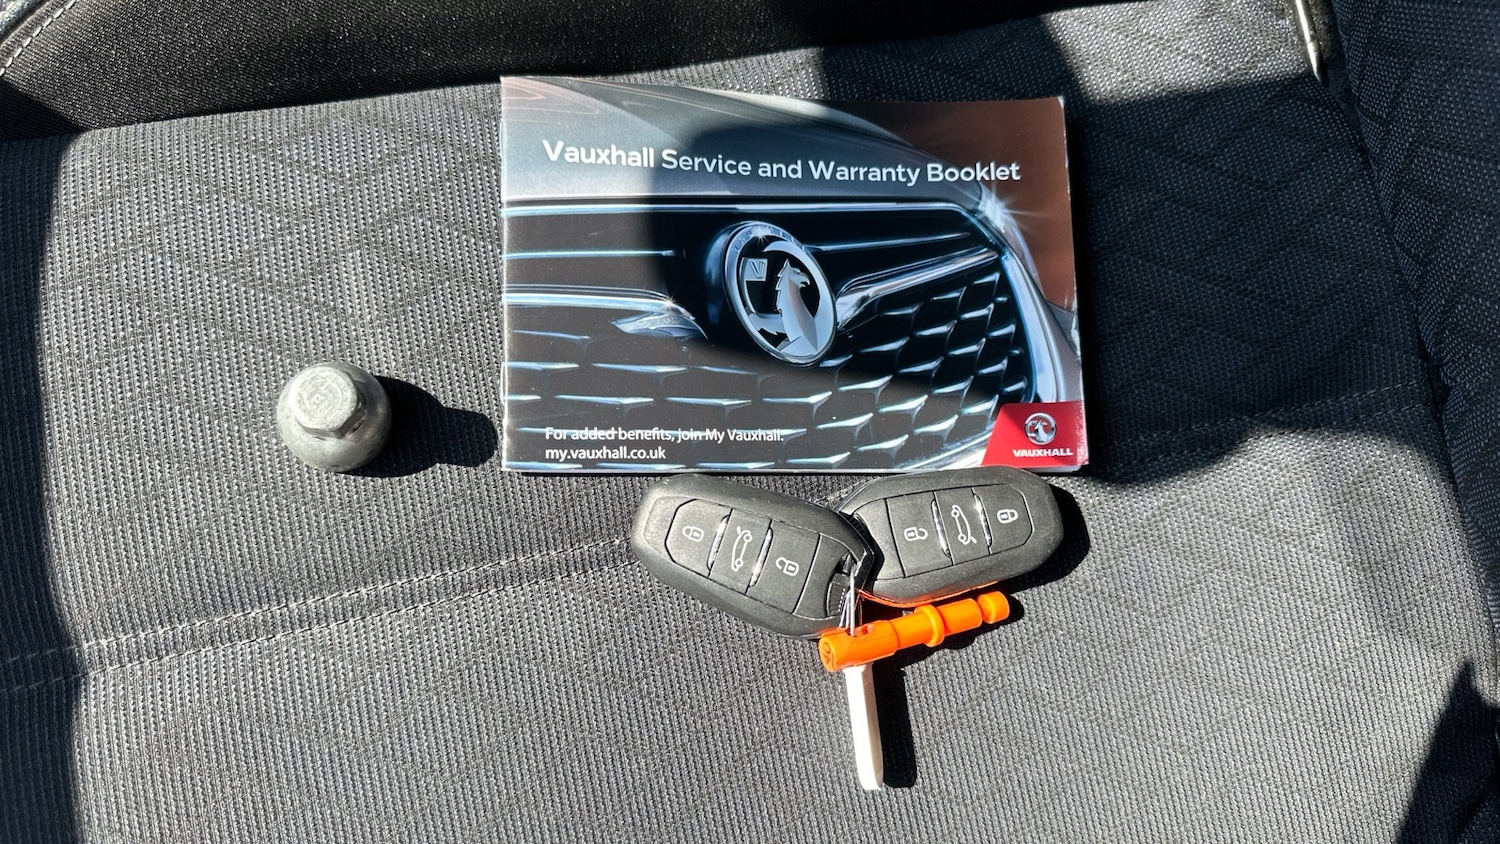 Vauxhall Service and Warranty Booklet
For added benefits, join My Vauxhall:
my.vauxhall.co.uk
VAUXHALL